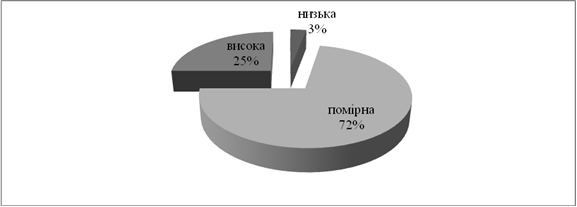 низька
3%
висока
25%
помірна
72%